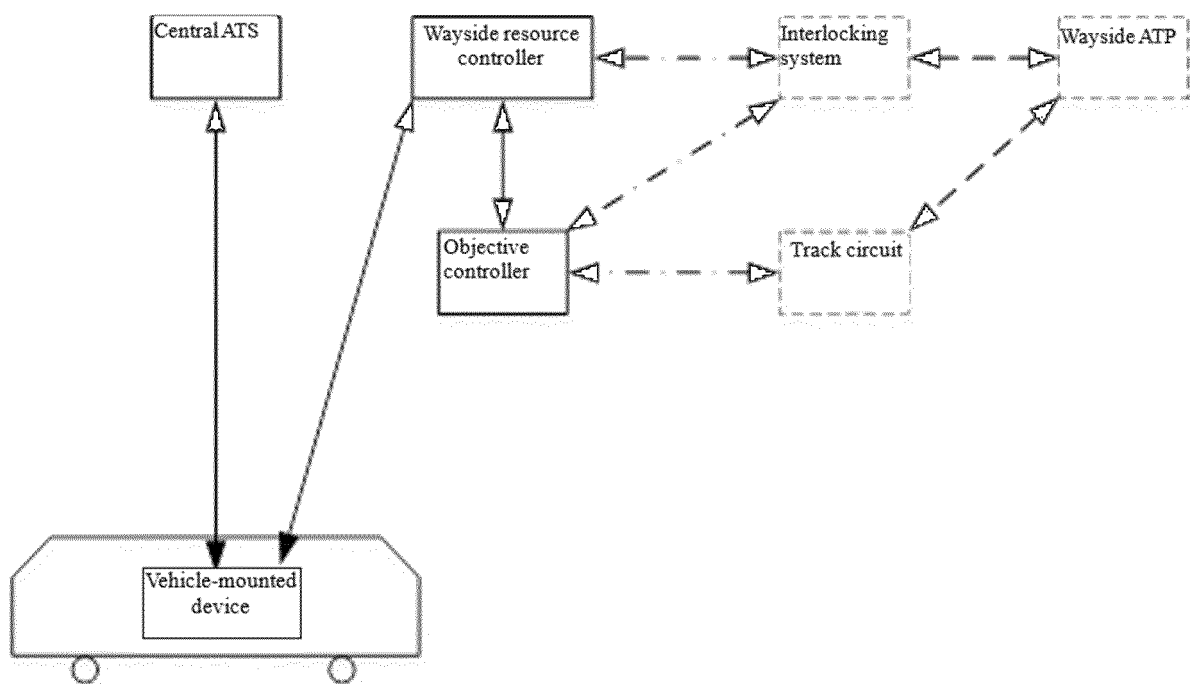 Central ATS
Wayside resource
controller
Interlocking
system
Wayside ATP
Objective
controller
Track circuit
Vehicle-mounted
device